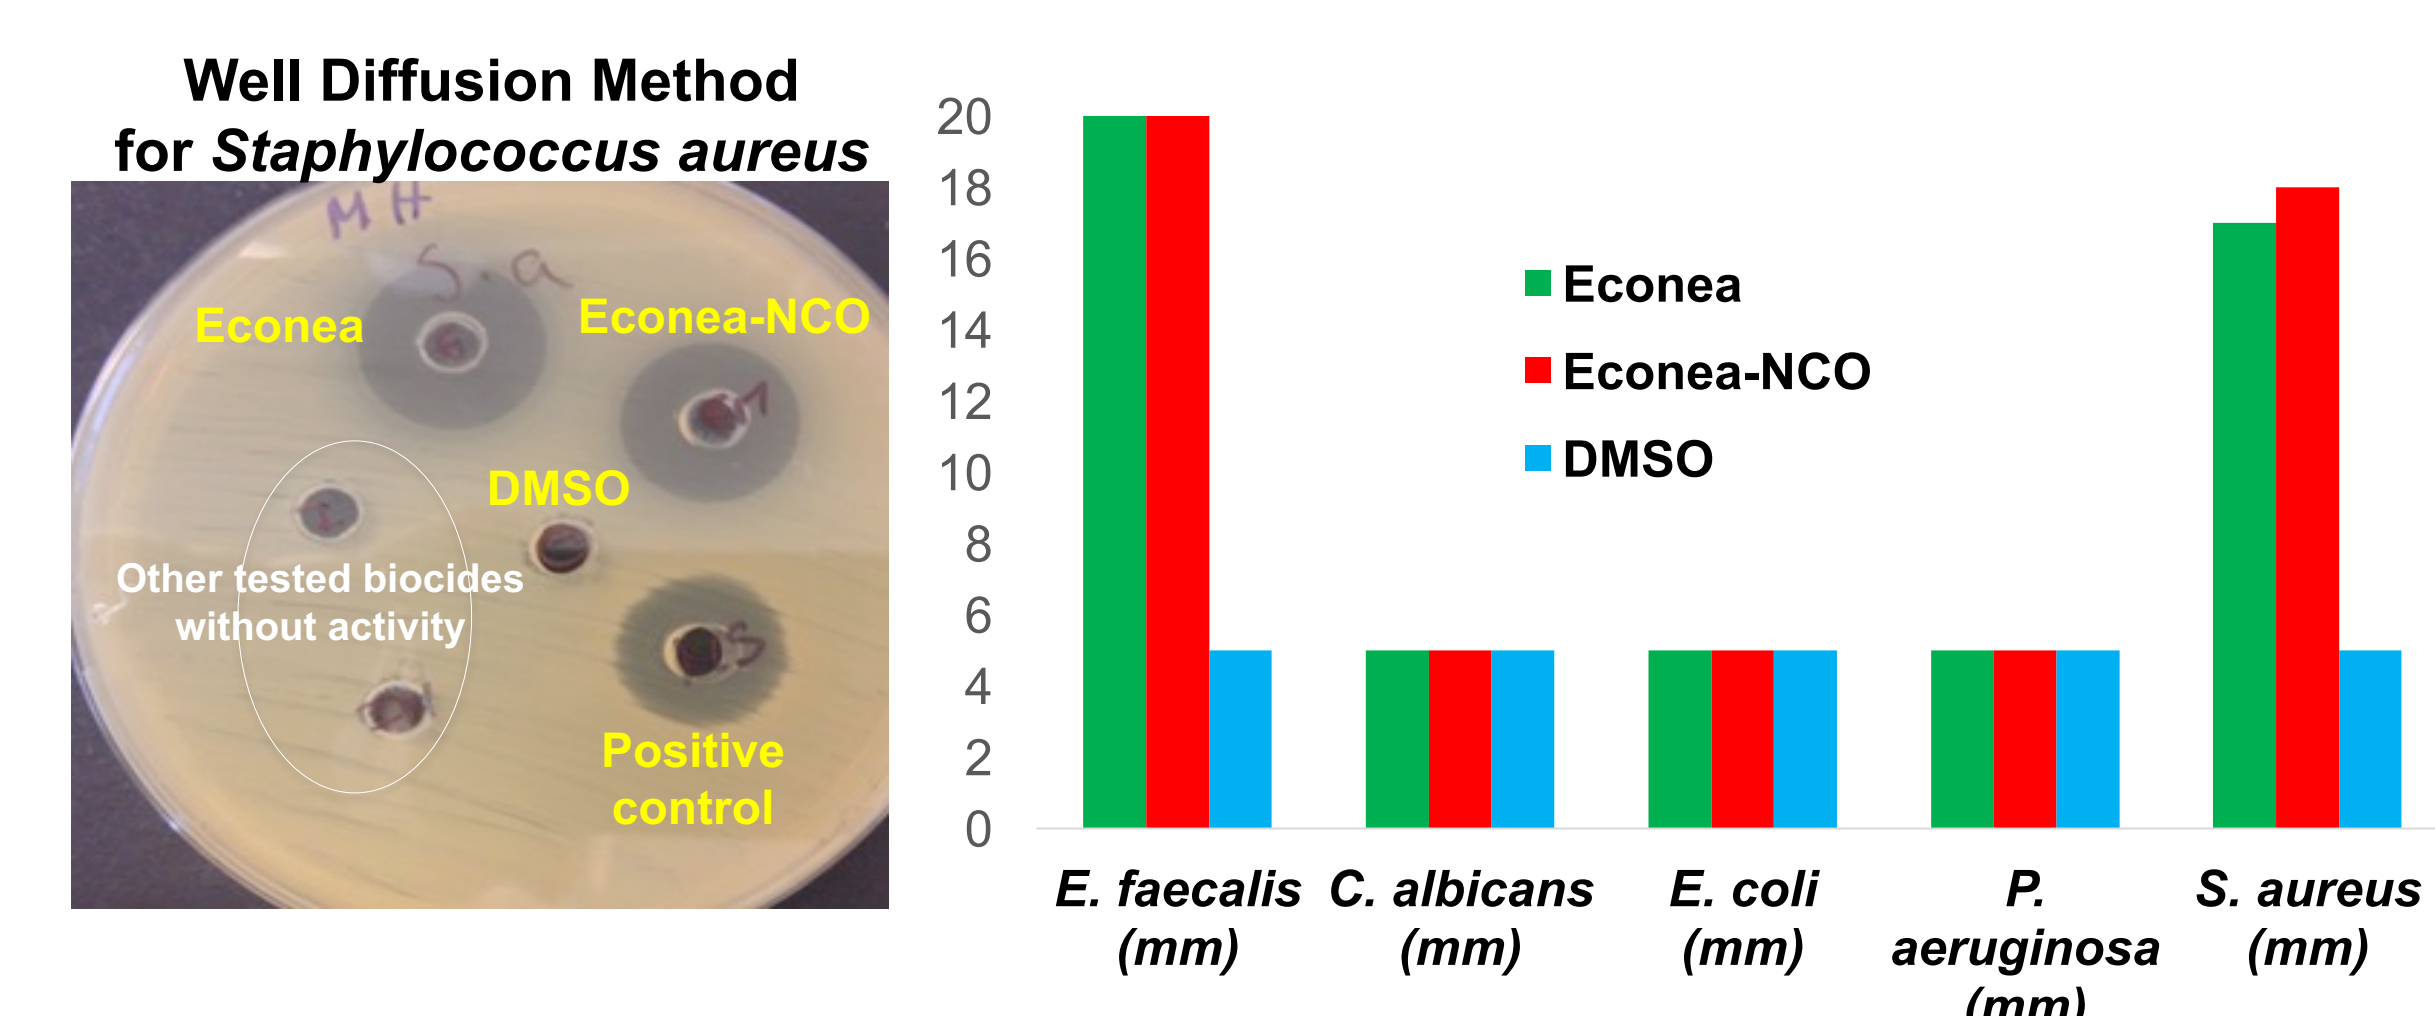 Well Diffusion Method
for Staphylococcus aureus
MH
S.a
Econea
Econea-NCO
DMSO
Other tested biocides
without activity
S
Positive
control
20
18
16
14
12
10
8
6
4
2
0
Econea
Econea-NCO
DMSO
E. faecalis
(mm)
C. albicans
(mm)
E. coli
(mm)
P.
aeruginosa
(mm)
S. aureus
(mm)